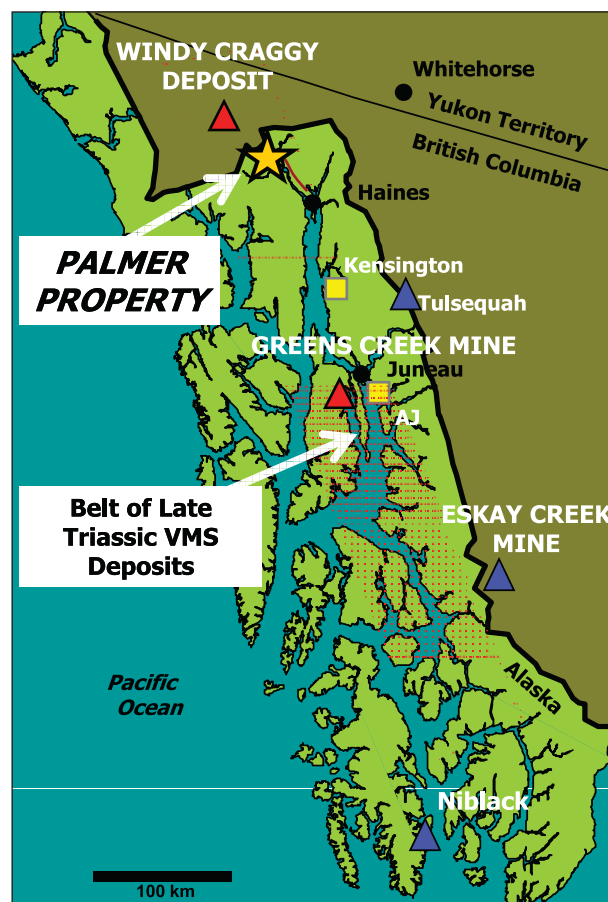 WINDY CRAGGY
DEPOSIT
Whitehorse
Yukon Territory
British Columbia
Haines
PALMER
PROPERTY
Kensington
Tulsequah
GREENS CREEK MINE
Juneau
AJ
Belt of Late
Triassic VMS
Deposits
ESKAY CREEK
MINE
Alaska
Pacific
Ocean
Niblack
100 km